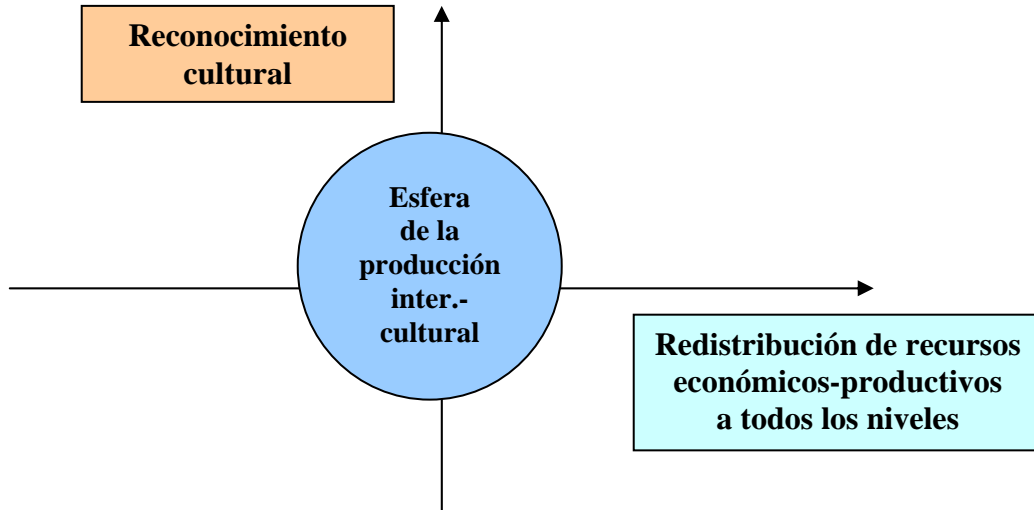 Reconocimiento
cultural
Esfera
de la
producción
inter.-
cultural
Redistribución de recursos
económicos-productivos
a todos los niveles